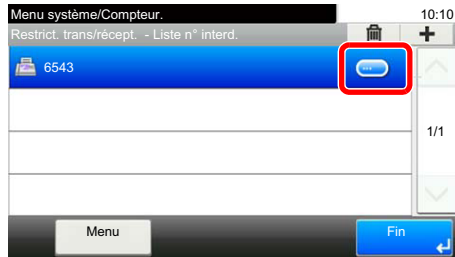 Menu système/Compteur.
10:10
Restrict. trans/récept. - Liste n° interd.
6543
1/1
Menu
Fin